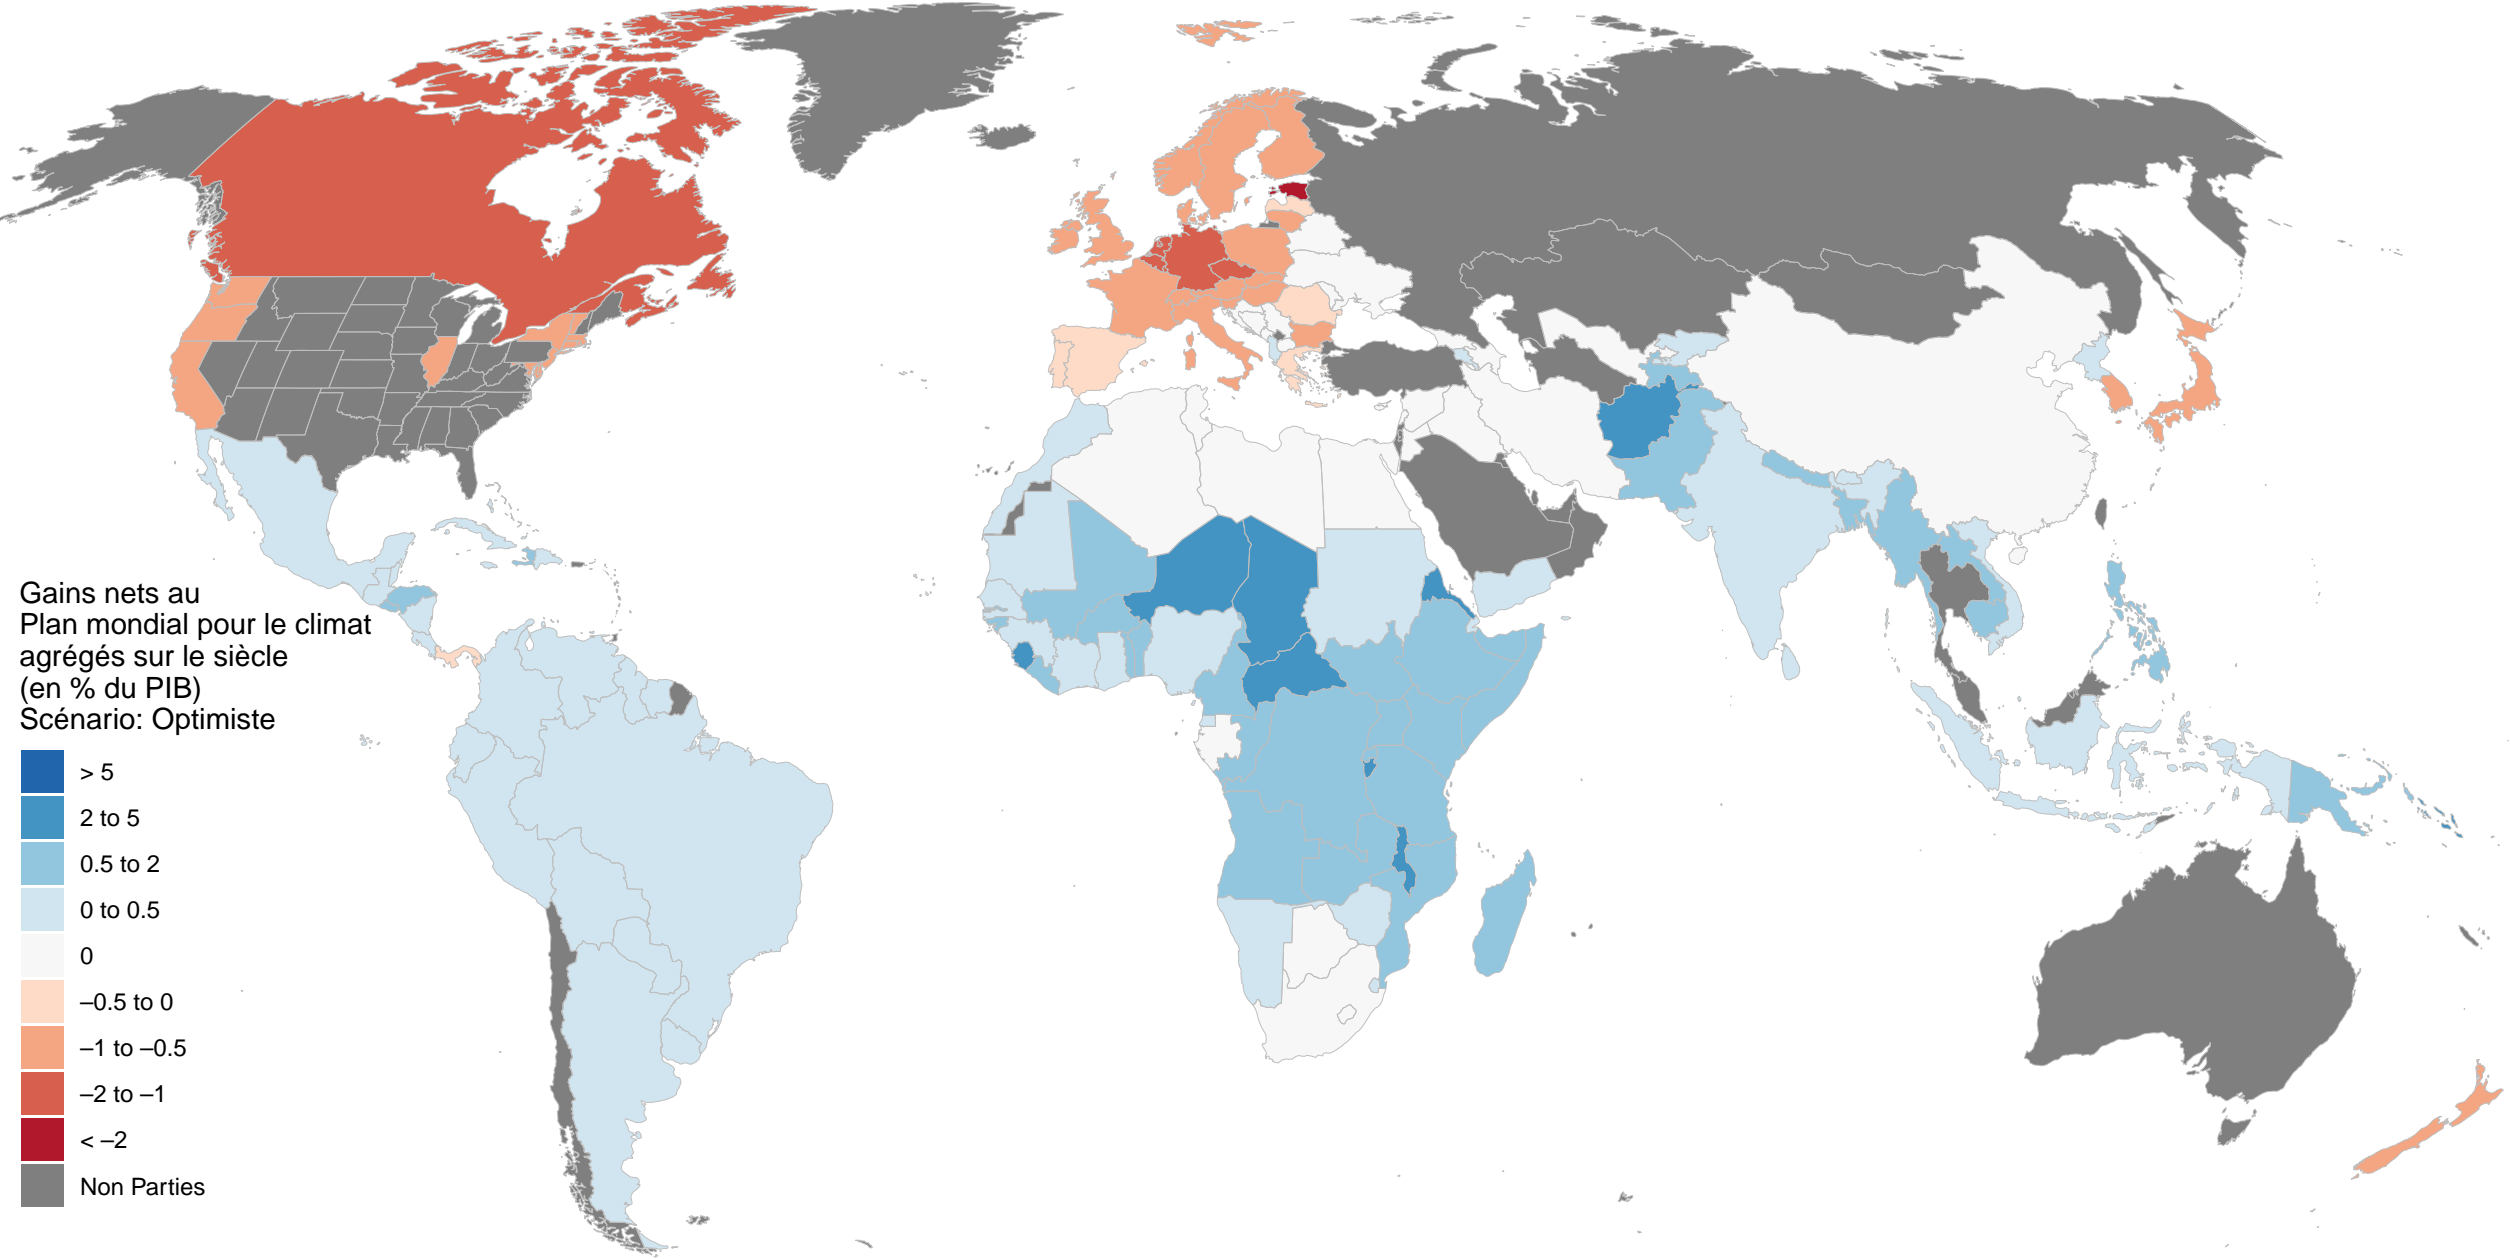 Gains nets au
Plan mondial pour le climat
agrégés sur le siècle
(en % du PIB)
Scénario: Optimiste
> 5
2 to 5
0.5 to 2
0 to 0.5
0
–0.5 to 0
–1 to –0.5
–2 to –1
< –2
Non Parties